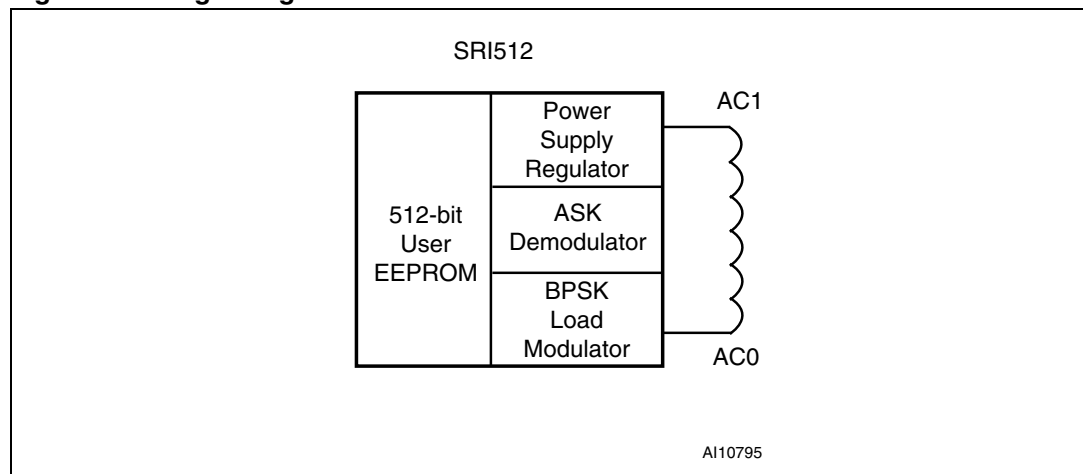 SRI512
AC1
Power
Supply
Regulator
512-bit
User
EEPROM
ASK
Demodulator
BPSK
Load
Modulator
AC0
AI10795